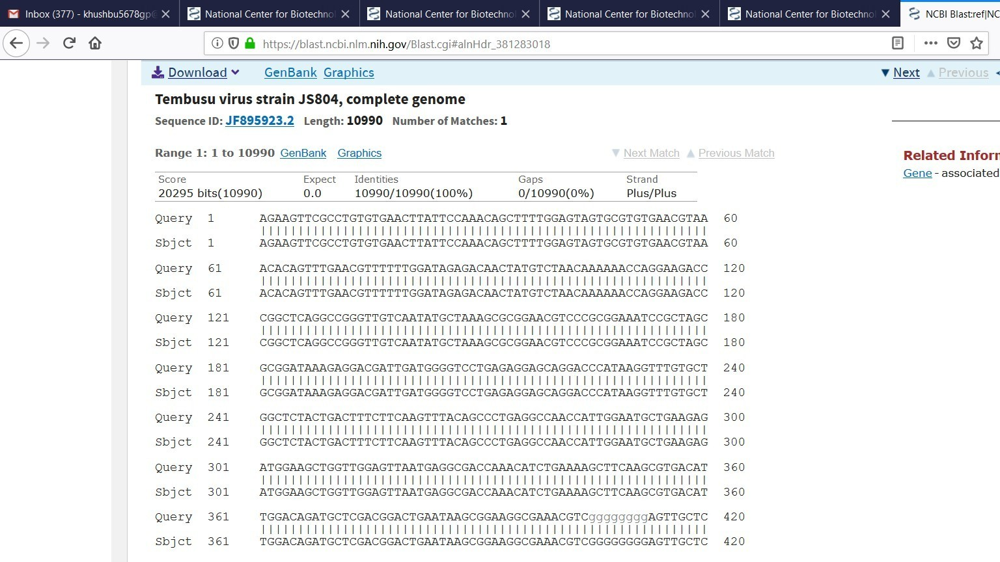 Inbox (377) - khushbu5678gp@
National Center for Biotechnol
National Center for Biotechnol
National Center for Biotechnol
National Center for Biotechnol
NCBI Blast:ref|NC
https://blast.ncbi.nlm.nih.gov/Blast.cgi#alnHdr_381283018
Download GenBank Graphics Next Previous
Tembusu virus strain JS804, complete genome
Sequence ID: JF895923.2 Length: 10990 Number of Matches: 1
Range 1: 1 to 10990 GenBank Graphics Next Match Previous Match
Related Inforn
Gene - associated
Score Expect Identities Gaps Strand
20295 bits(10990) 0.0 10990/10990(100%) 0/10990(0%) Plus/Plus
Query 1 AGAAGTTCGCCTGTGTGAACTTATTCCAAACAGCTTTTGGAGTAGTGCGTGTGAACGTAA 60
Sbjct 1 AGAAGTTCGCCTGTGTGAACTTATTCCAAACAGCTTTTGGAGTAGTGCGTGTGAACGTAA 60
Query 61 ACACAGTTTGAACGTTTTTTGGATAGAGACAACTATGTCTAACAAAAAACCAGGAAGACC 120
Sbjct 61 ACACAGTTTGAACGTTTTTTGGATAGAGACAACTATGTCTAACAAAAAACCAGGAAGACC 120
Query 121 CGGCTCAGGCCGGGTTGTCAATATGCTAAAGCGCGGAACGTCCCGCGGAAATCCGCTAGC 180
Sbjct 121 CGGCTCAGGCCGGGTTGTCAATATGCTAAAGCGCGGAACGTCCCGCGGAAATCCGCTAGC 180
Query 181 GCGGATAAAGAGGACGATTGATGGGGTCCTGAGAGGAGCAGGACCCATAAGGTTTGTGCT 240
Sbjct 181 GCGGATAAAGAGGACGATTGATGGGGTCCTGAGAGGAGCAGGACCCATAAGGTTTGTGCT 240
Query 241 GGCTCTACTGACTTTCTTCAAGTTTACAGCCCTGAGGCCAACCATTGGAATGCTGAAGAG 300
Sbjct 241 GGCTCTACTGACTTTCTTCAAGTTTACAGCCCTGAGGCCAACCATTGGAATGCTGAAGAG 300
Query 301 ATGGAAGCTGGTTGGAGTTAATGAGGCGACCAAACATCTGAAAAGCTTCAAGCGTGACAT 360
Sbjct 301 ATGGAAGCTGGTTGGAGTTAATGAGGCGACCAAACATCTGAAAAGCTTCAAGCGTGACAT 360
Query 361 TGGACAGATGCTCGACGGACTGAATAAGCGGAAGGCGAAACGTCggggggggAGTTGCTC 420
Sbjct 361 TGGACAGATGCTCGACGGACTGAATAAGCGGAAGGCGAAACGTCGGGGGGGGAGTTGCTC 420